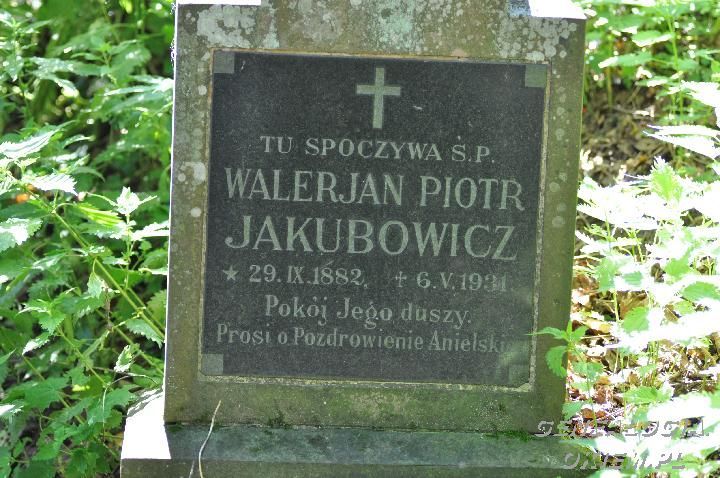 TU SPOCZYWA Ś.P.
WALERJAN PIOTR
JAKUBOWICZ
★ 29.IX.1882, ✝ 6.V.1931.
Pokój Jego duszy.
Prosi o Pozdrowienie Anielskie